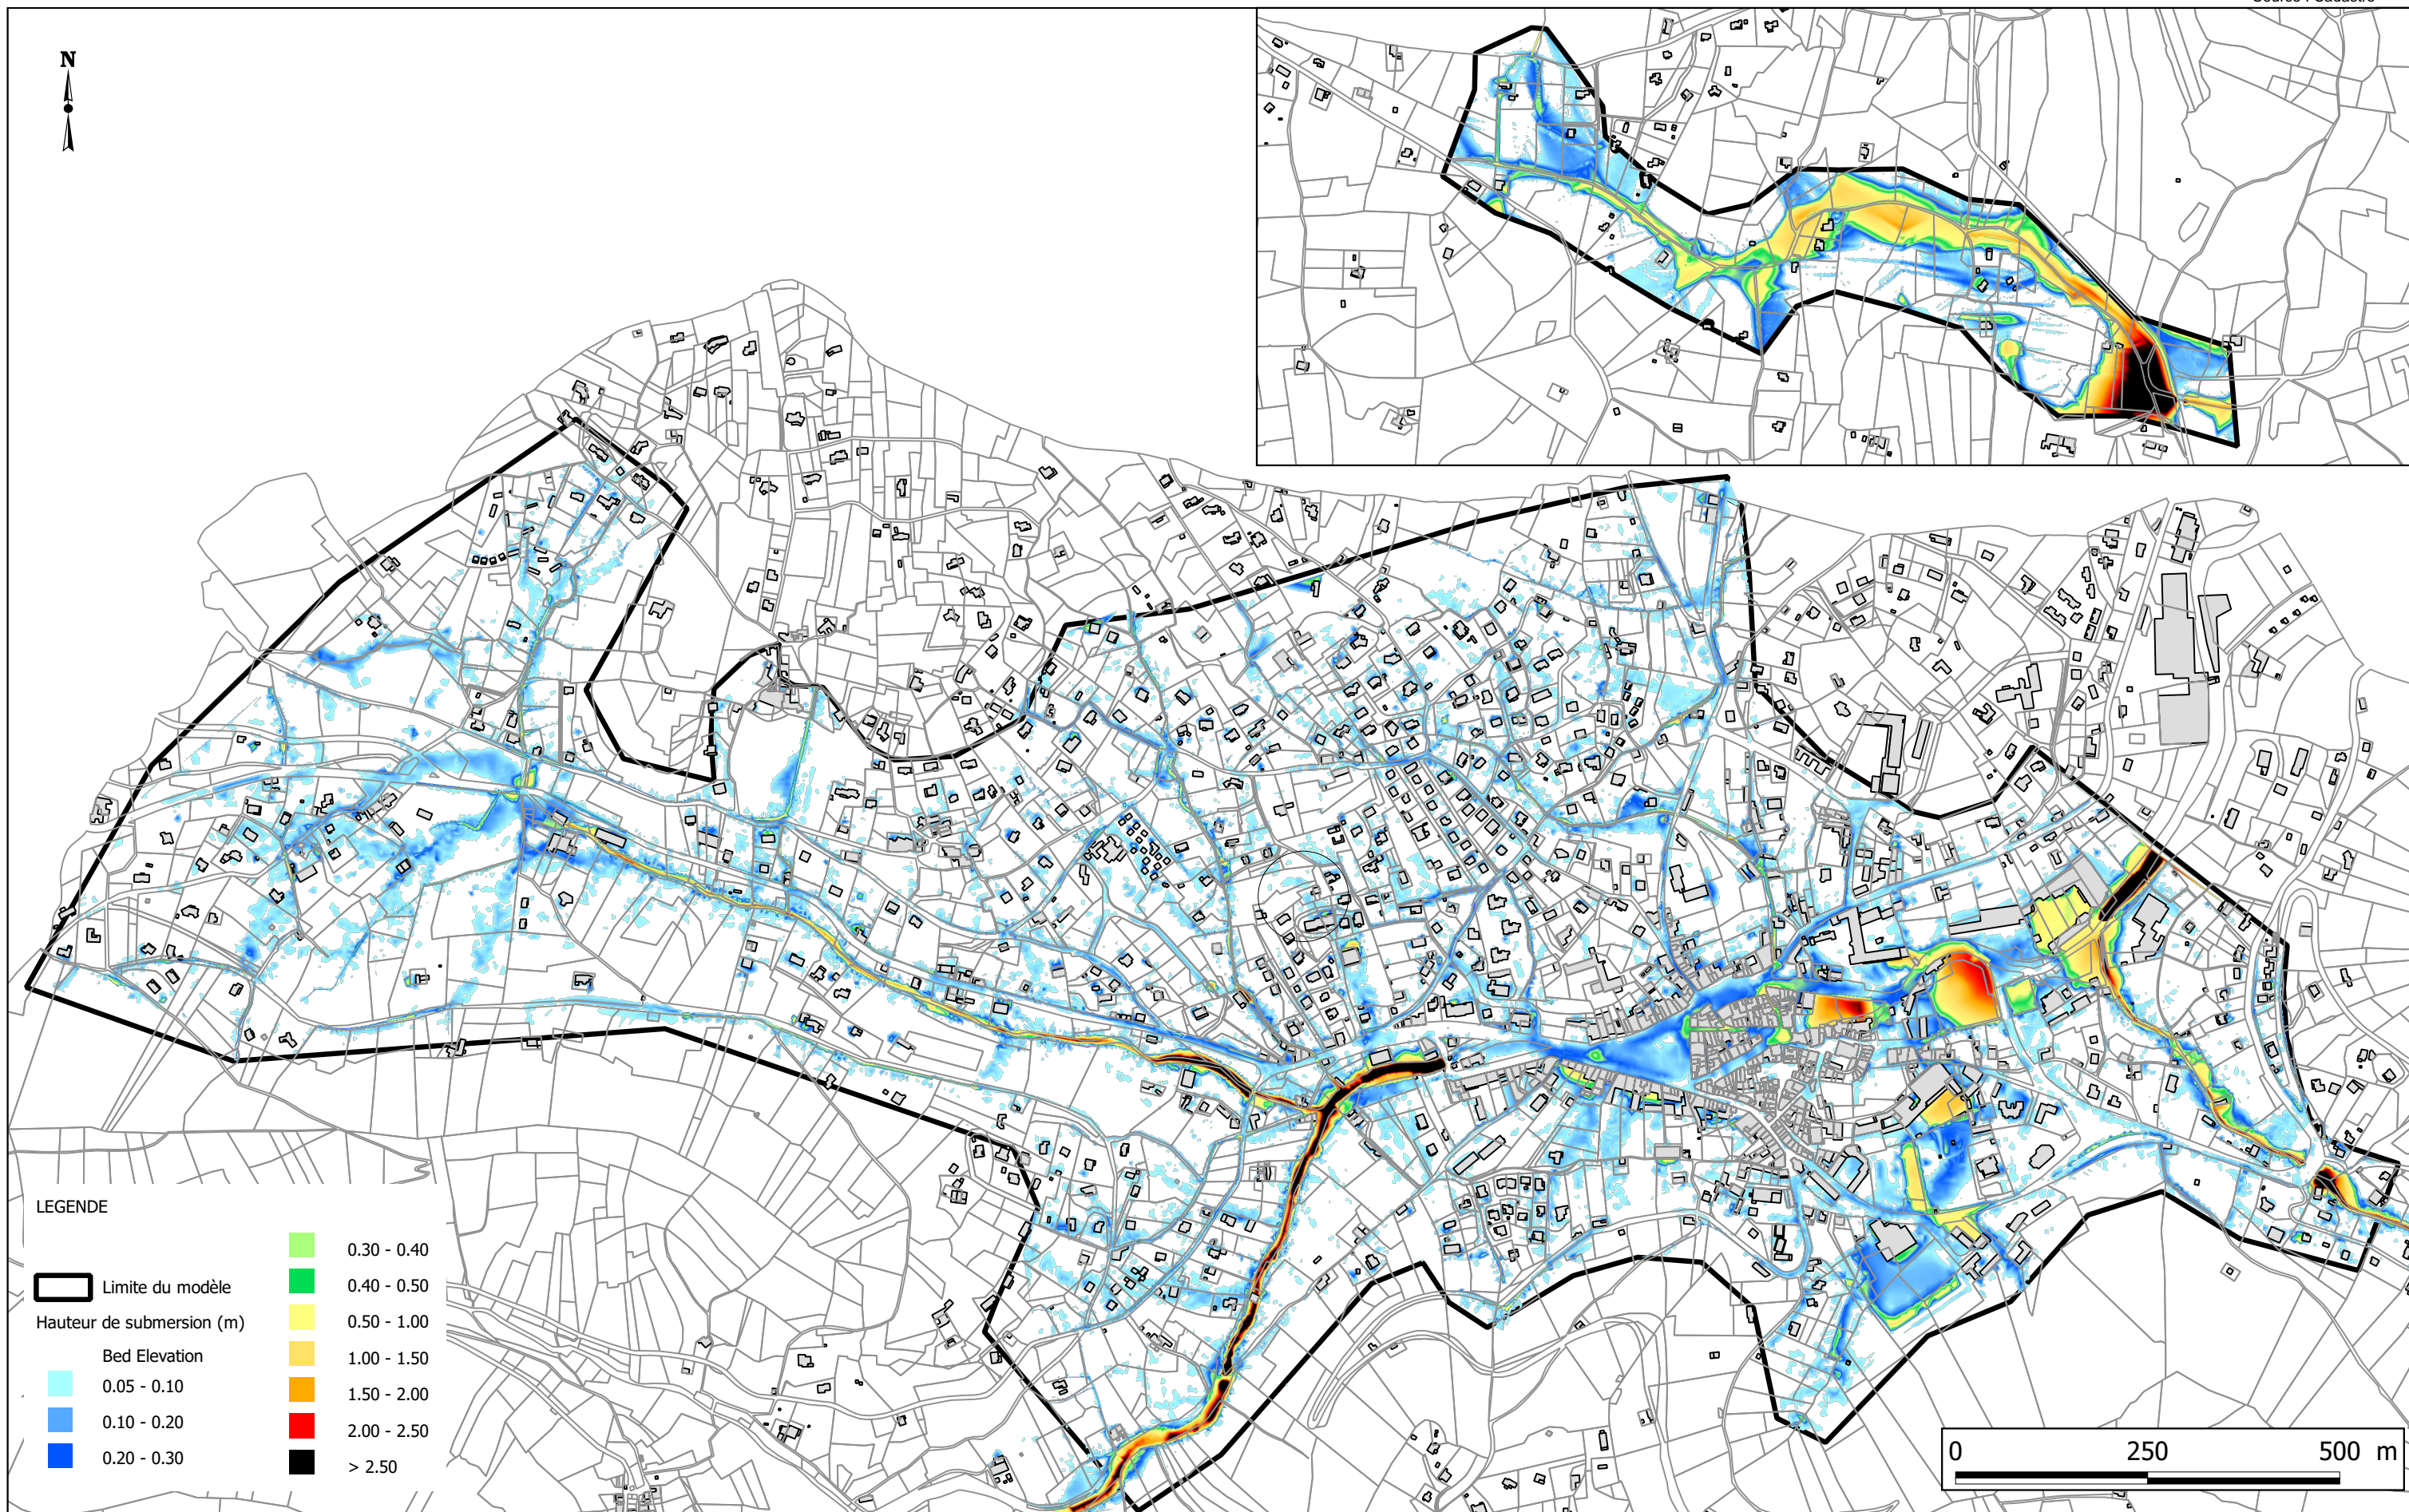 Source : Cadastre
N
LEGENDE
Limite du modèle
Hauteur de submersion (m)
Bed Elevation
0.05 - 0.10
0.10 - 0.20
0.20 - 0.30
0.30 - 0.40
0.40 - 0.50
0.50 - 1.00
1.00 - 1.50
1.50 - 2.00
2.00 - 2.50
> 2.50
0 250 500 m